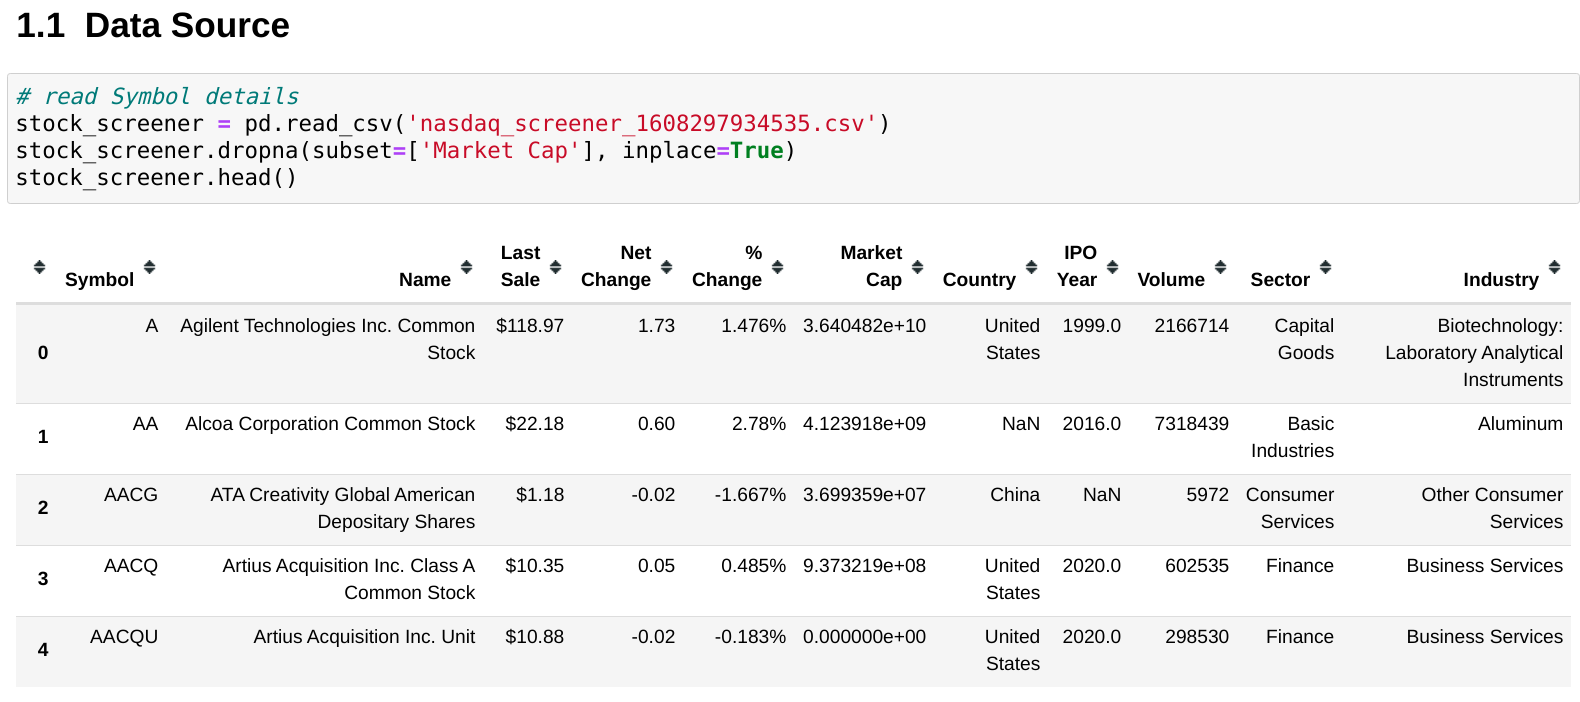 1.1 Data Source
# read Symbol details
stock_screener = pd.read_csv('nasdaq_screener_1608297934535.csv')
stock_screener.dropna(subset=['Market Cap'], inplace=True)
stock_screener.head()
Symbol Name Last Sale Net Change % Change Market Cap Country IPO Year Volume Sector Industry
0 A Agilent Technologies Inc. Common Stock $118.97 1.73 1.476% 3.640482e+10 United States 1999.0 2166714 Capital Goods Biotechnology: Laboratory Analytical Instruments
1 AA Alcoa Corporation Common Stock $22.18 0.60 2.78% 4.123918e+09 NaN 2016.0 7318439 Basic Industries Aluminum
2 AACG ATA Creativity Global American Depositary Shares $1.18 -0.02 -1.667% 3.699359e+07 China NaN 5972 Consumer Services Other Consumer Services
3 AACQ Artius Acquisition Inc. Class A Common Stock $10.35 0.05 0.485% 9.373219e+08 United States 2020.0 602535 Finance Business Services
4 AACQU Artius Acquisition Inc. Unit $10.88 -0.02 -0.183% 0.000000e+00 United States 2020.0 298530 Finance Business Services